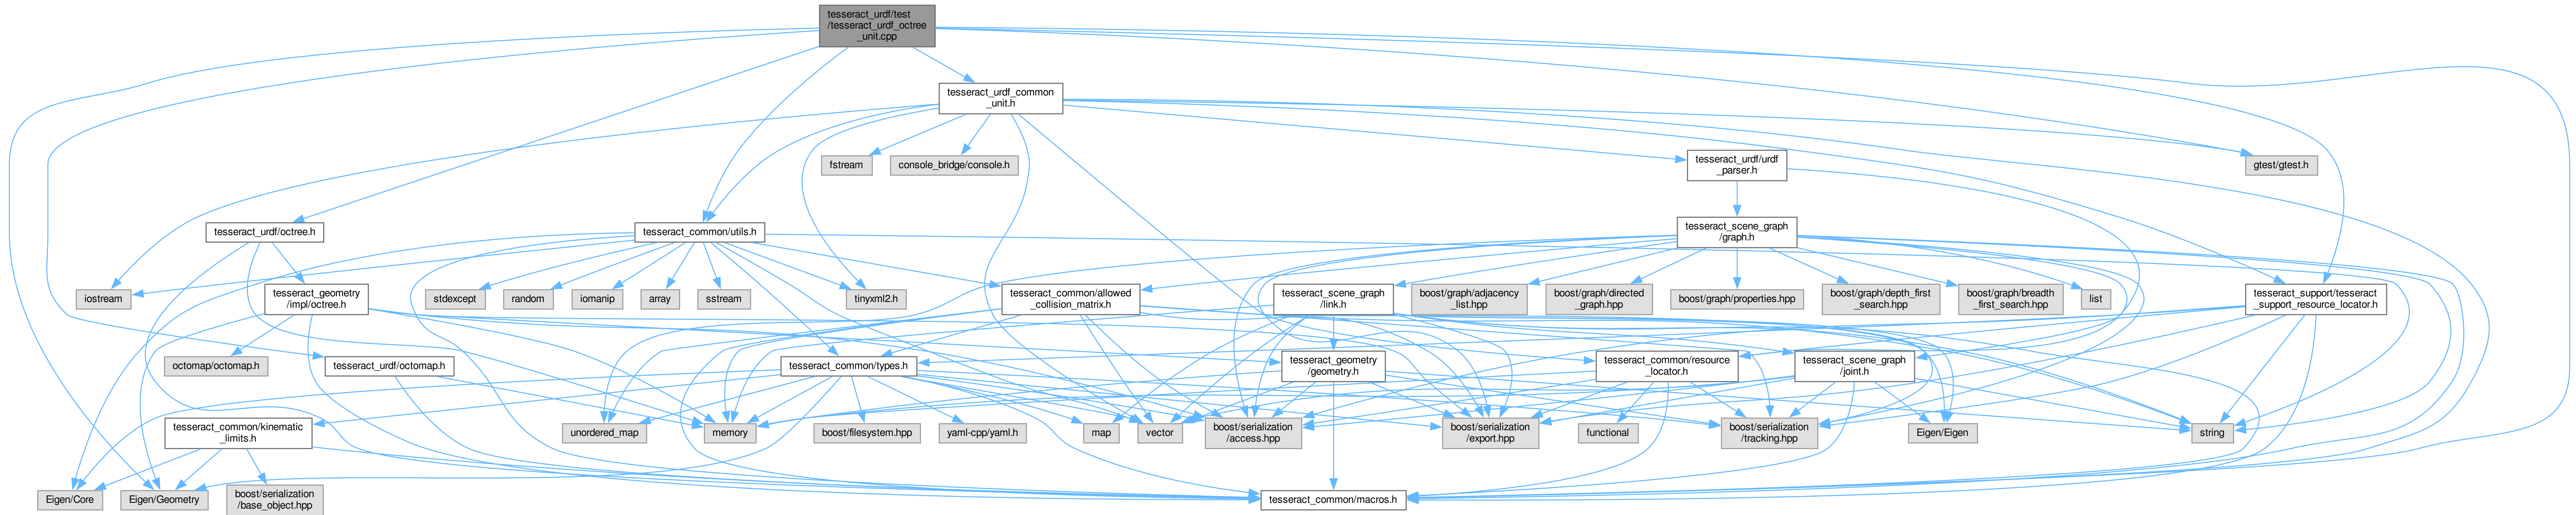 tesseract_urdf/test
/tesseract_urdf_octree
_unit.cpp
tesseract_urdf_common
_unit.h
fstream
console_bridge/console.h
tesseract_urdf/urdf
_parser.h
gtest/gtest.h
tesseract_urdf/octree.h
tesseract_common/utils.h
tesseract_scene_graph
/graph.h
iostream
tesseract_geometry
/impl/octree.h
stdexcept
random
iomanip
array
sstream
tinyxml2.h
tesseract_common/allowed
_collision_matrix.h
tesseract_scene_graph
/link.h
boost/graph/adjacency
_list.hpp
boost/graph/directed
_graph.hpp
boost/graph/properties.hpp
boost/graph/depth_first
_search.hpp
boost/graph/breadth
_first_search.hpp
list
tesseract_support/tesseract
_support_resource_locator.h
octomap/octomap.h
tesseract_urdf/octomap.h
tesseract_common/types.h
tesseract_geometry
/geometry.h
tesseract_common/resource
_locator.h
tesseract_scene_graph
/joint.h
tesseract_common/kinematic
_limits.h
unordered_map
memory
boost/filesystem.hpp
yaml-cpp/yaml.h
map
vector
boost/serialization
/access.hpp
boost/serialization
/export.hpp
functional
boost/serialization
/tracking.hpp
Eigen/Eigen
string
Eigen/Core
Eigen/Geometry
boost/serialization
/base_object.hpp
tesseract_common/macros.h